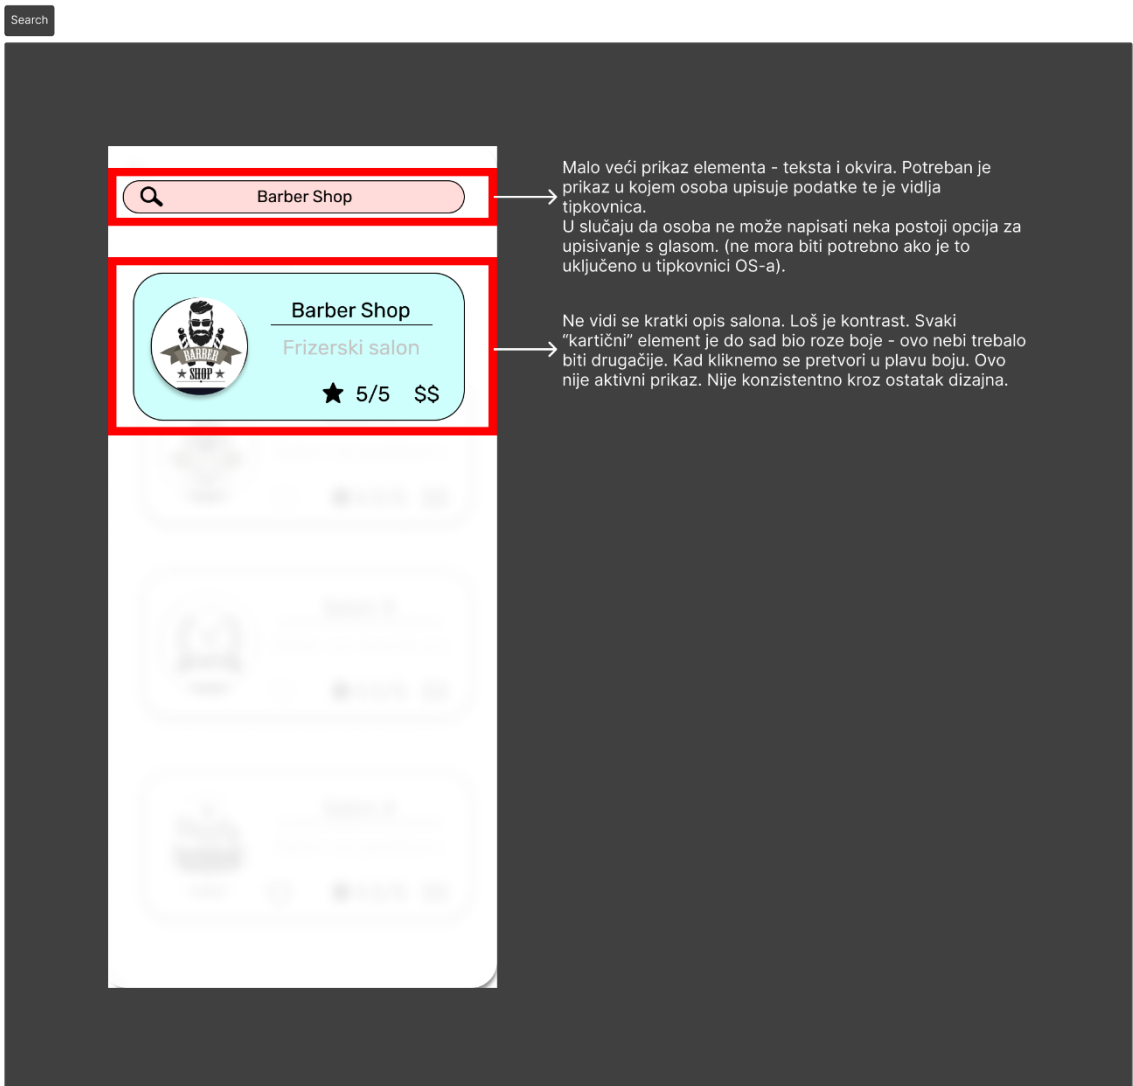 Search
Barber Shop
Malo veći prikaz elementa - teksta i okvira. Potreban je
prikaz u kojem osoba upisuje podatke te je vidlja
tipkovnica.
U slučaju da osoba ne može napisati neka postoji opcija za
upisivanje s glasom. (ne mora biti potrebno ako je to
uključeno u tipkovnici OS-a).
Barber Shop
Frizerski salon
5/5 $$
BARBER
SHOP
Ne vidi se kratki opis salona. Loš je kontrast. Svaki
“kartični” element je do sad bio roze boje - ovo nebi trebalo
biti drugačije. Kad kliknemo se pretvori u plavu boju. Ovo
nije aktivni prikaz. Nije konzistentno kroz ostatak dizajna.